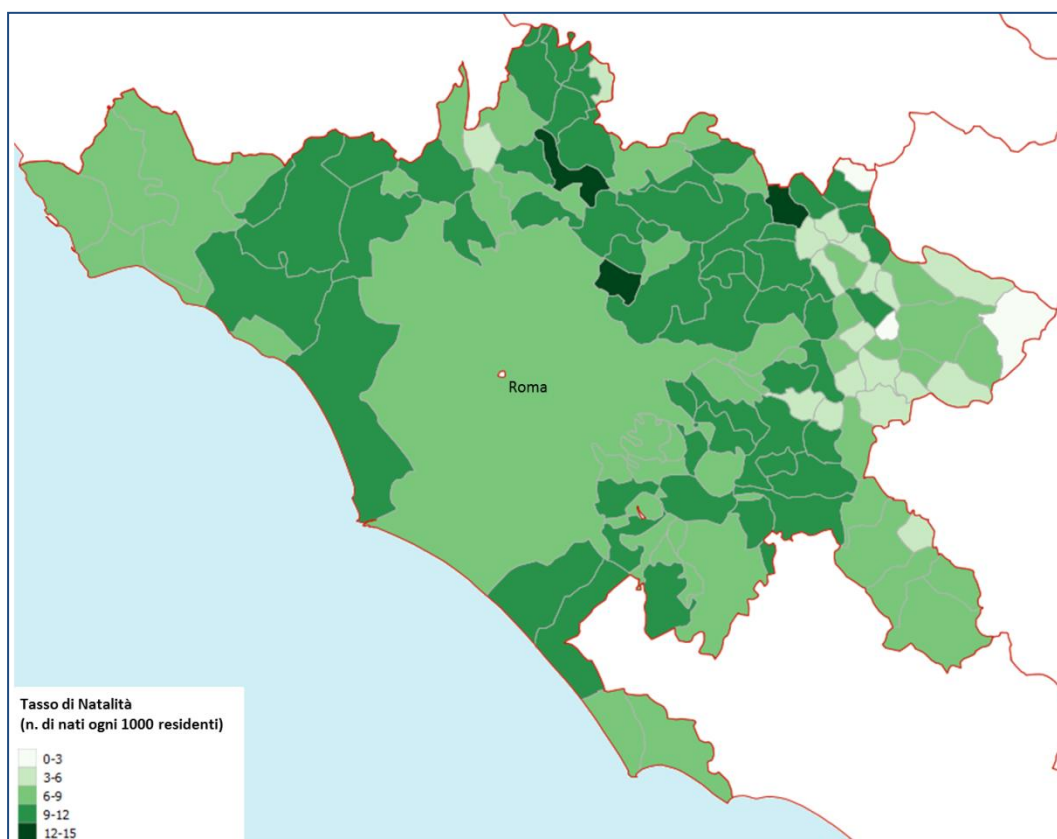 Roma
Tasso di Natalità
(n. di nati ogni 1000 residenti)
0-3
3-6
6-9
9-12
12-15